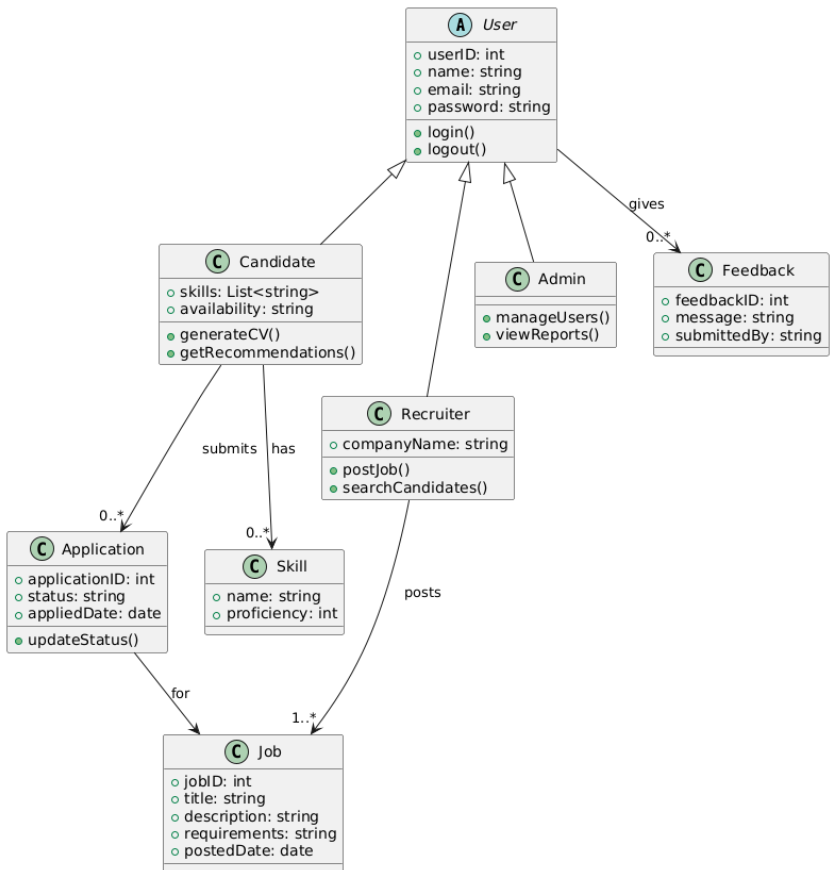 A User
+ userID: int
+ name: string
+ email: string
+ password: string
+ login()
+ logout()
gives
0..*
C Candidate
+ skills: List<string>
+ availability: string
+ generateCV()
+ getRecommendations()
C Admin
+ manageUsers()
+ viewReports()
C Feedback
+ feedbackID: int
+ message: string
+ submittedBy: string
submits
has
0..*
0..*
C Recruiter
+ companyName: string
+ postJob()
+ searchCandidates()
C Application
+ applicationID: int
+ status: string
+ appliedDate: date
+ updateStatus()
C Skill
+ name: string
+ proficiency: int
posts
for
1..*
C Job
+ jobID: int
+ title: string
+ description: string
+ requirements: string
+ postedDate: date